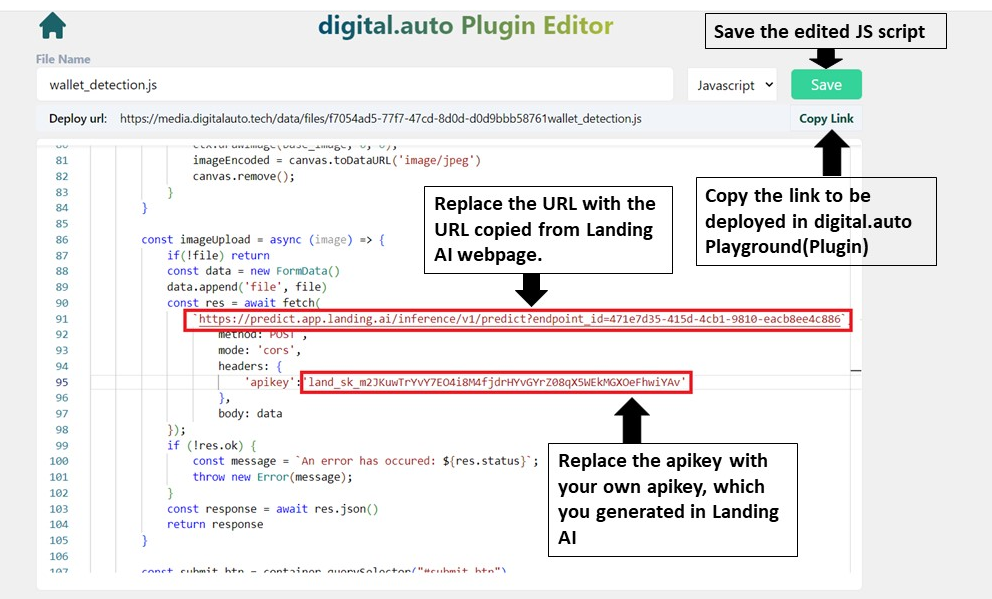 digital.auto Plugin Editor
Save the edited JS script
File Name
wallet_detection.js
Javascript
Save
Deploy url: https://media.digitalauto.tech/data/files/f7054ad5-77f7-47cd-8d0d-d0d9bbb58761wallet_detection.js
Copy Link
81 imageEncoded = canvas.toDataURL('image/jpeg')
82 canvas.remove();
83 }
84 }
85
86 const imageUpload = async (image) => {
87 if(!file) return
88 const data = new FormData()
89 data.append('file', file)
90 const res = await fetch(
91 `https://predict.app.landing.ai/inference/v1/predict?endpoint_id=471e7d35-415d-4cb1-9810-eacb8ee4c886`
92 method: 'POST',
93 mode: 'cors',
94 headers: {
95 'apikey':'land_sk_m2JKuwTrYvY7EO4i8M4fjdrHYvGYrZ08qX5WEkMGXOeFhwiYAv'
96 },
97 body: data
98 });
99 if (!res.ok) {
100 const message = `An error has occured: ${res.status}`;
101 throw new Error(message);
102 }
103 const response = await res.json()
104 return response
105 }
106
107 const submit_btn = container.querySelector("#submit_btn")
Replace the URL with the
URL copied from Landing
AI webpage.
Copy the link to be
deployed in digital.auto
Playground(Plugin)
Replace the apikey with
your own apikey, which
you generated in Landing
AI